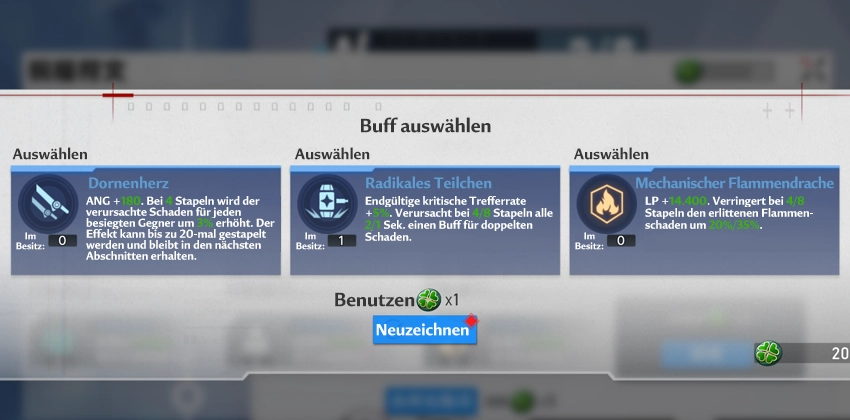 Buff auswählen
Auswählen
Dornenherz
ANG +180. Bei 4 Stapeln wird der
verursachte Schaden für jeden
besiegten Gegner um 5% erhöht. Der
Effekt kann bis zu 20-mal gestapelt
werden und bleibt in den nächsten
Abschnitten erhalten.
Im
Besitz: 0
Auswählen
Radikales Teilchen
Endgültige kritische Trefferrate
+5%. Verursacht bei 4/8 Stapeln alle
2/1 Sek. einen Buff für doppelten
Schaden.
Im
Besitz: 1
Auswählen
Mechanischer Flammendrache
LP +14.400. Verringert bei 4/8
Stapeln den erlittenen Flammen-
schaden um 20%/35%.
Im
Besitz: 0
Benutzen x1
Neuzeichnen
20